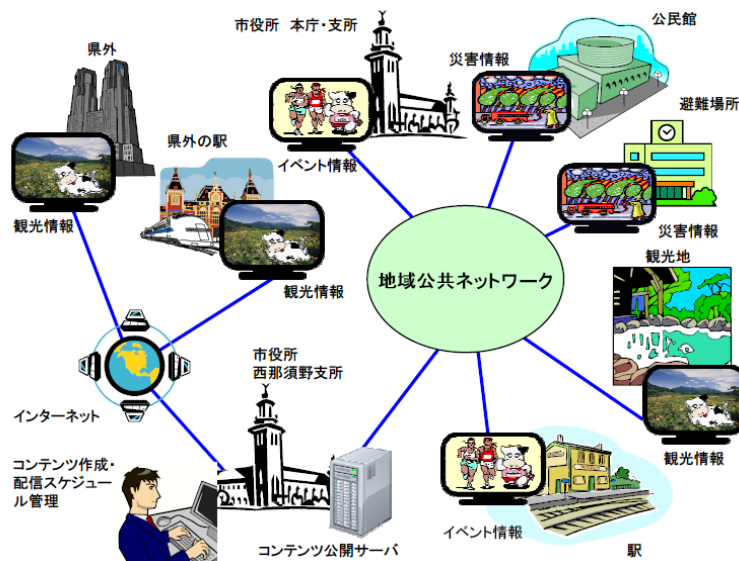 県外
観光情報
県外の駅
観光情報
市役所 本庁・支所
イベント情報
災害情報
公民館
避難場所
災害情報
地域公共ネットワーク
観光地
観光情報
インターネット
市役所
西那須野支所
コンテンツ作成・
配信スケジュー
ル管理
コンテンツ公開サーバ
イベント情報
駅